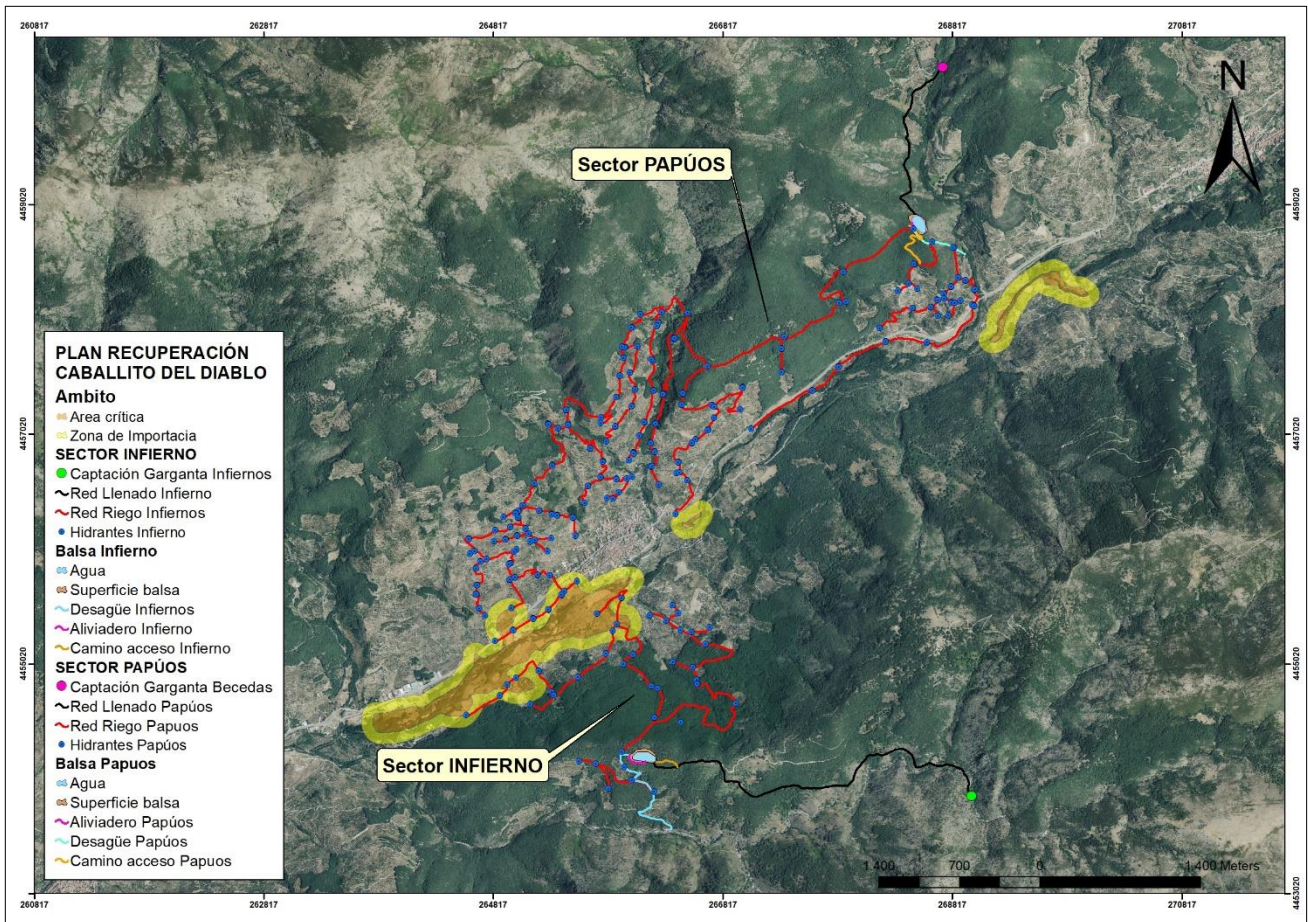 260817
262817
264817
266817
268817
270817
N
Sector PAPÚOS
4459020
4459020
PLAN RECUPERACIÓN
CABALLITO DEL DIABLO
Ambito
Area crítica
Zona de Importacia
SECTOR INFIERNO
Captación Garganta Infiernos
Red Llenado Infierno
Red Riego Infiernos
Hidrantes Infierno
Balsa Infierno
Agua
Superficie balsa
Desagüe Infiernos
Aliviadero Infierno
Camino acceso Infierno
SECTOR PAPÚOS
Captación Garganta Becedas
Red Llenado Papúos
Red Riego Papuos
Hidrantes Papúos
Balsa Papuos
Agua
Superficie balsa
Aliviadero Papúos
Desagüe Papúos
Camino acceso Papuos
4457020
4457020
4455020
4455020
Sector INFIERNO
1.400 700 0 1.400 Meters
4453020
4453020
260817
262817
264817
266817
268817
270817